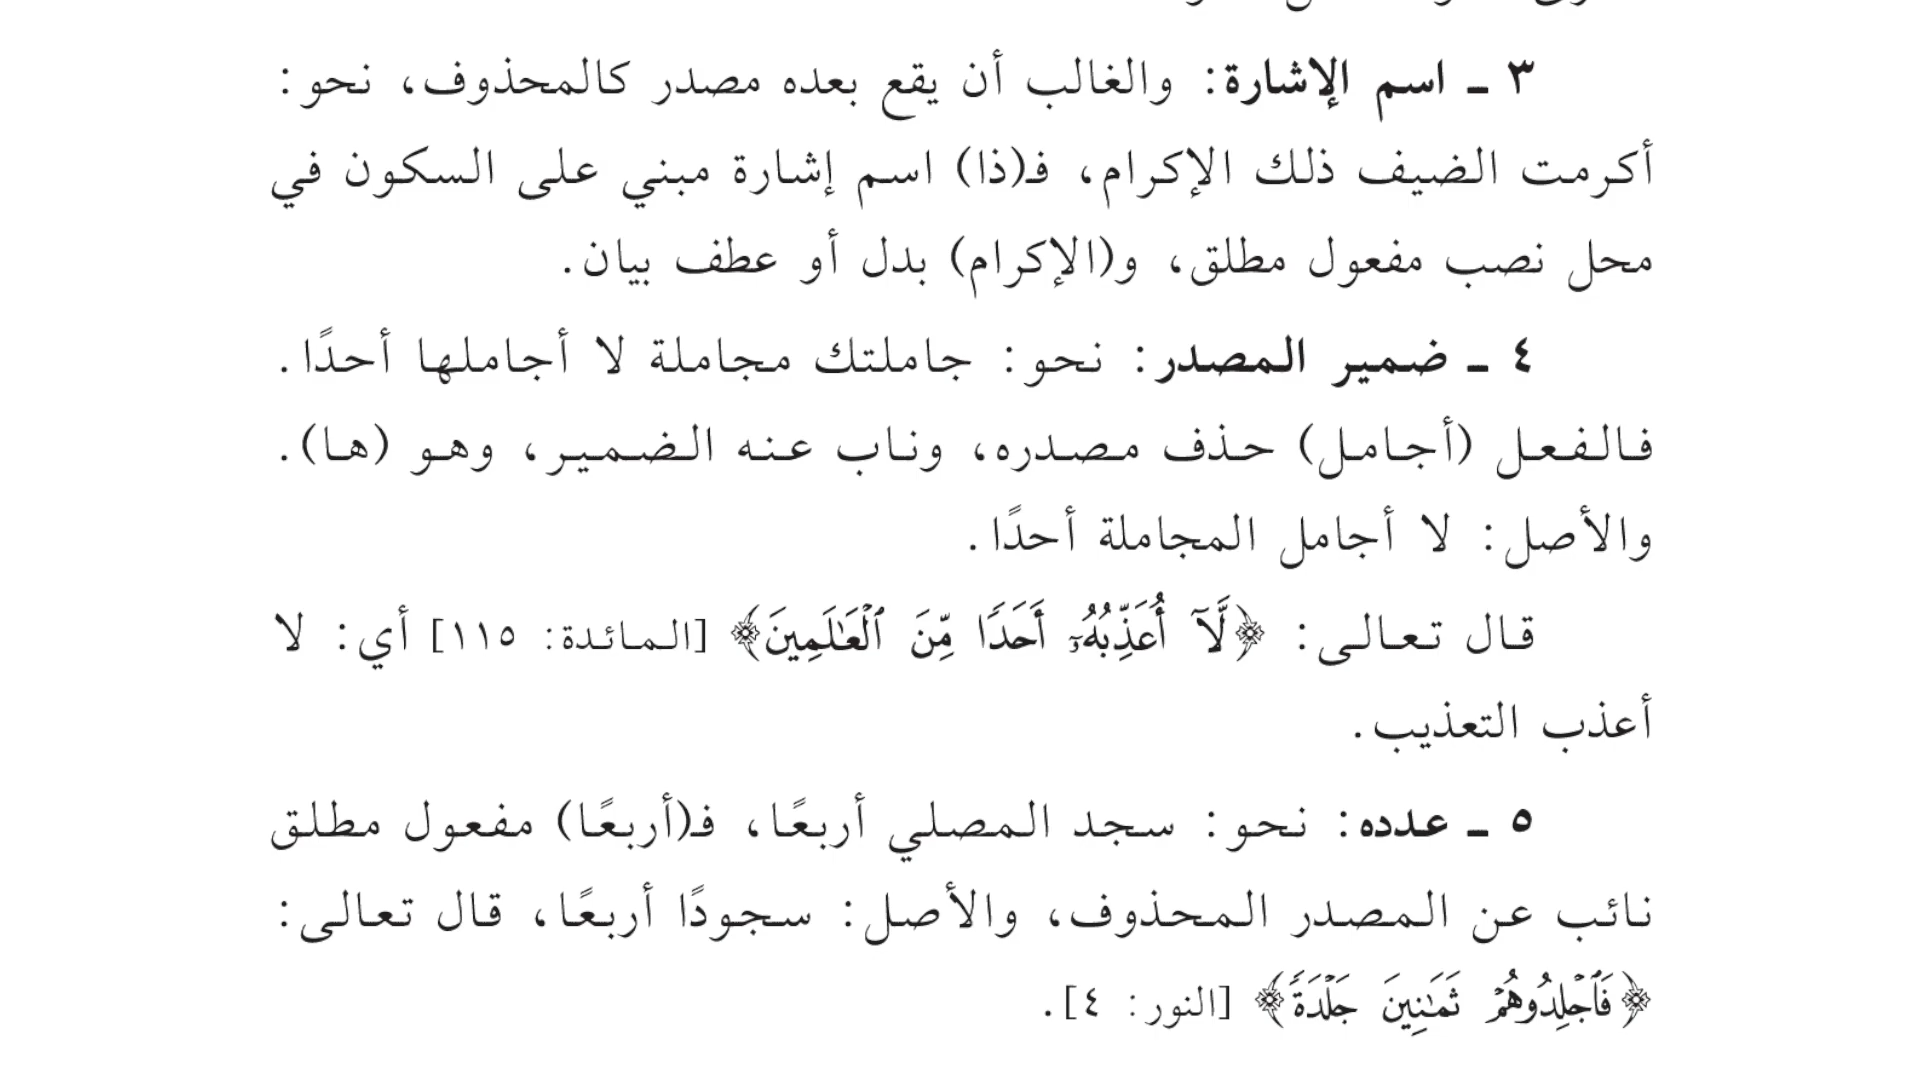 ٣ ـ اسم الإشارة: والغالب أن يقع بعده مصدر كالمحذوف، نحو:
أكرمت الضيف ذلك الإكرام، فـ(ذا) اسم إشارة مبني على السكون في
محل نصب مفعول مطلق، و(الإكرام) بدل أو عطف بيان.
٤ ـ ضمير المصدر: نحو: جاملتك مجاملة لا أجاملها أحدًا.
فالفعل (أجامل) حذف مصدره، وناب عنه الضمير، وهو (ها).
والأصل: لا أجامل المجاملة أحدًا.
قال تعالى: ﴿لَّآ أُعَذِّبُهُۥٓ أَحَدٗا مِّنَ ٱلۡعَٰلَمِينَ﴾ [المائدة: ١١٥] أي: لا
أعذب التعذيب.
٥ ـ عدده: نحو: سجد المصلي أربعًا، فـ(أربعًا) مفعول مطلق
نائب عن المصدر المحذوف، والأصل: سجودًا أربعًا، قال تعالى:
﴿فَٱجۡلِدُوهُمۡ ثَمَٰنِينَ جَلۡدَةٗ﴾ [النور: ٤].